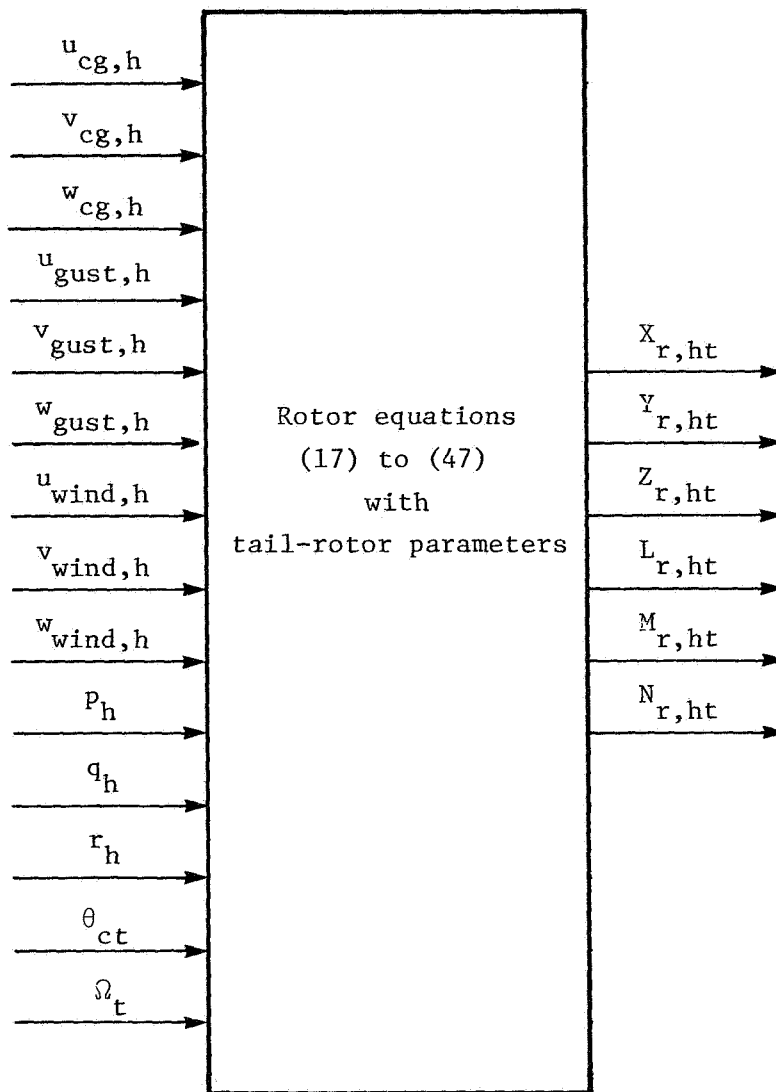 u_cg,h
v_cg,h
w_cg,h
u_gust,h
v_gust,h
w_gust,h
u_wind,h
v_wind,h
w_wind,h
p_h
q_h
r_h
θ_ct
Ω_t
Rotor equations
(17) to (47)
with
tail-rotor parameters
X_r,ht
Y_r,ht
Z_r,ht
L_r,ht
M_r,ht
N_r,ht